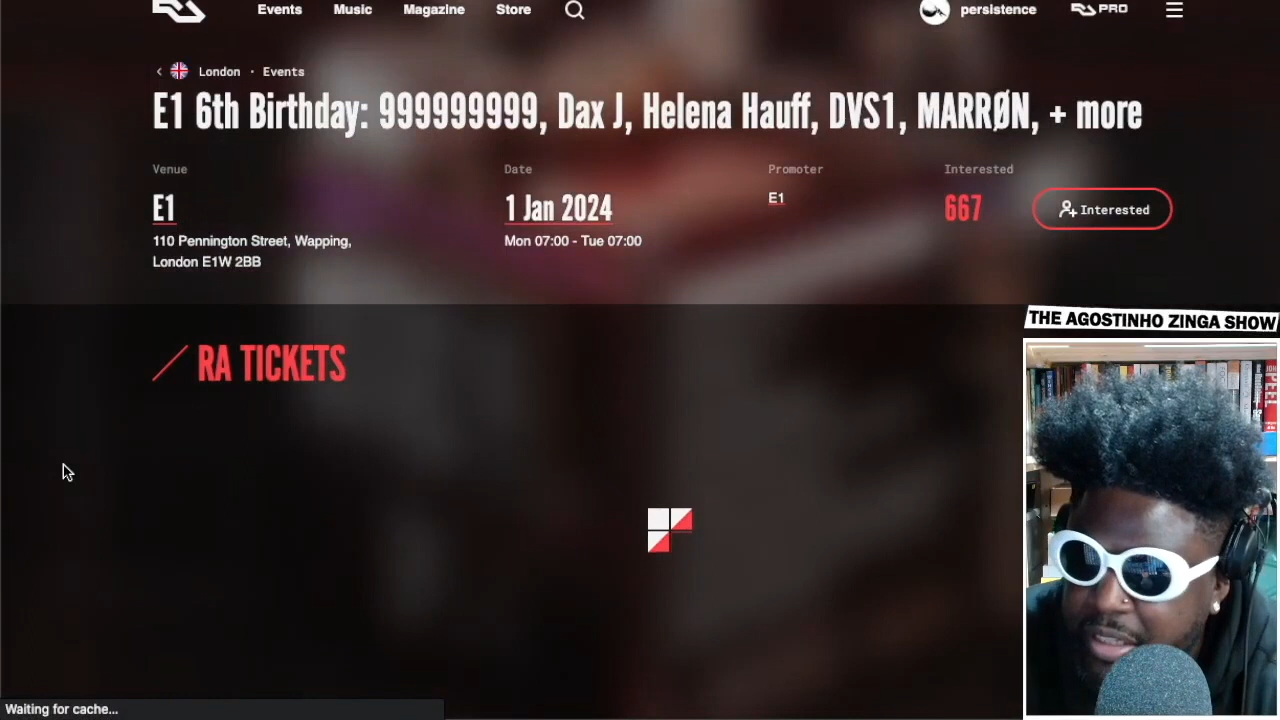 Events
Music
Magazine
Store
persistence
PRO
London · Events
E1 6th Birthday: 999999999, Dax J, Helena Hauff, DVS1, MARRØN, + more
Venue
E1
110 Pennington Street, Wapping,
London E1W 2BB
Date
1 Jan 2024
Mon 07:00 - Tue 07:00
Promoter
E1
Interested
667
Interested
RA TICKETS
THE AGOSTINHO ZINGA SHOW
PEEL
Waiting for cache...